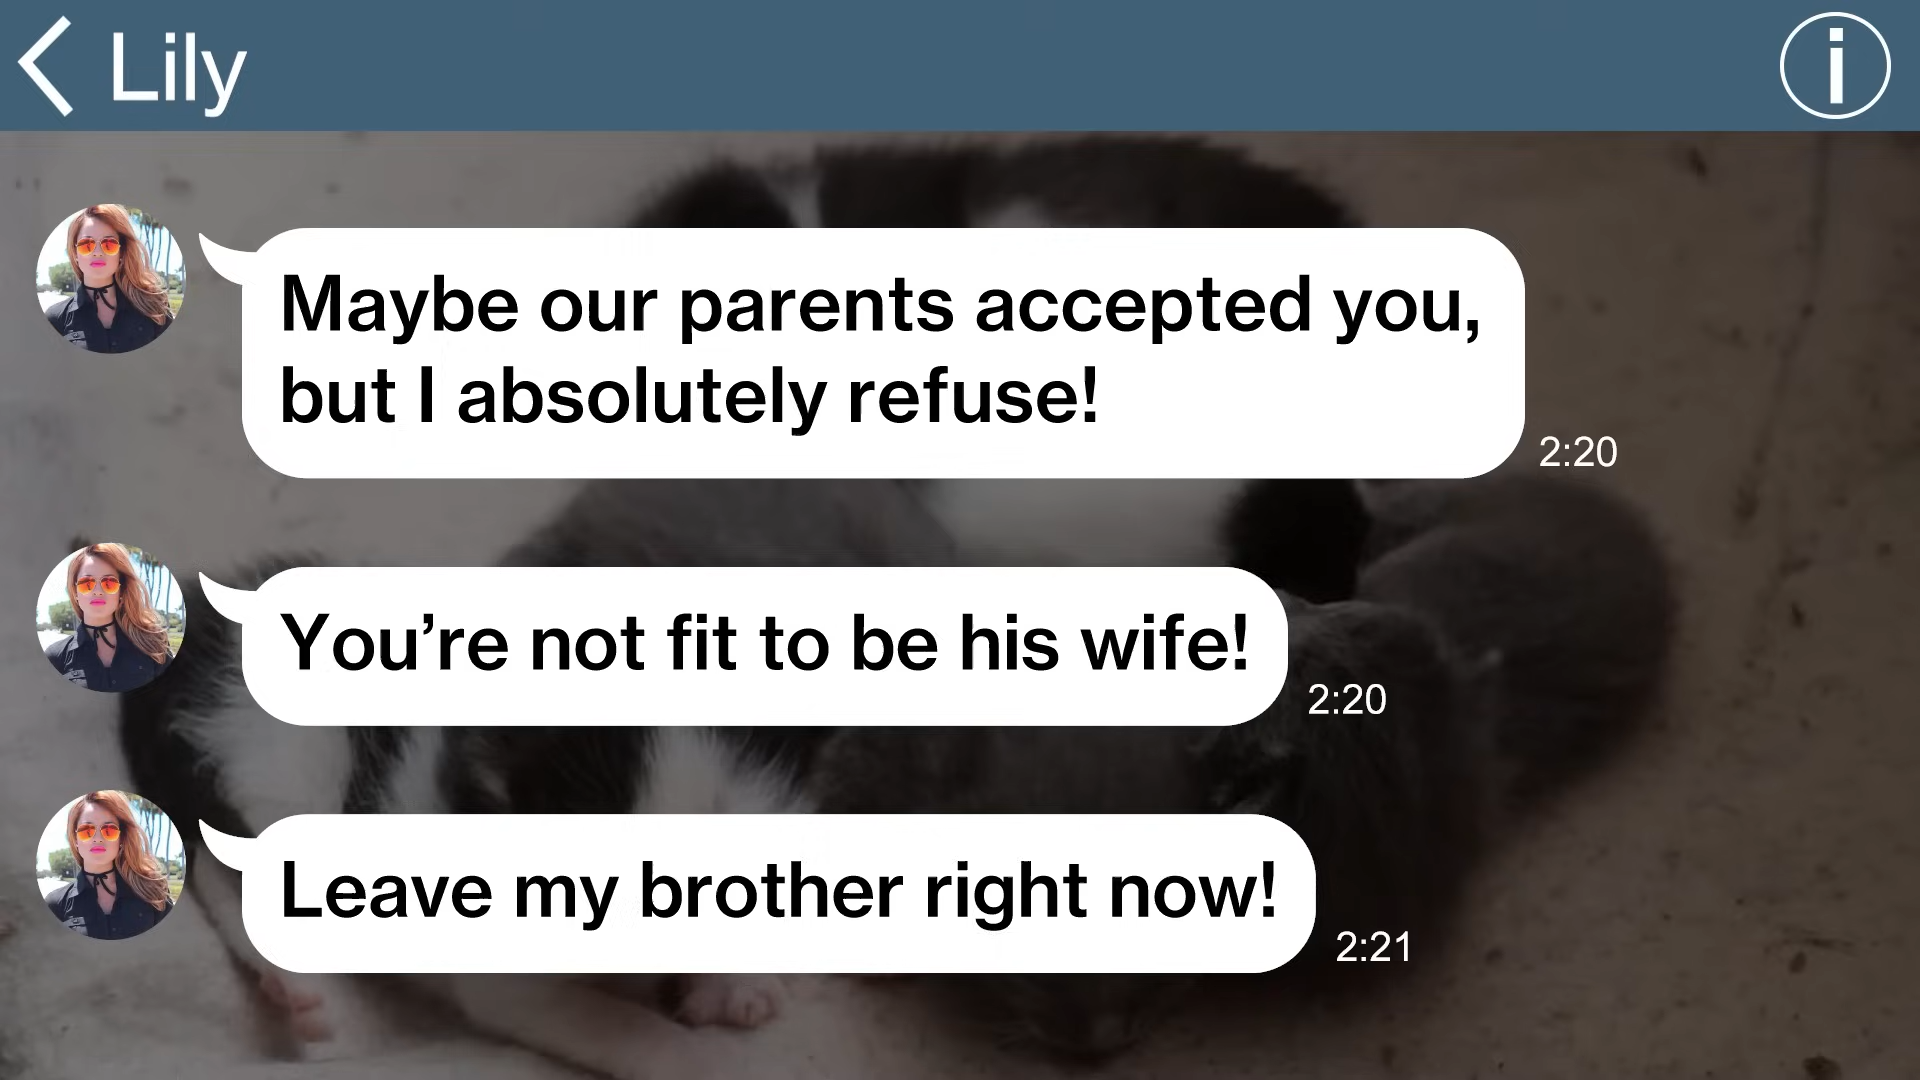 Lily
Maybe our parents accepted you,
but I absolutely refuse!
2:20
You’re not fit to be his wife!
2:20
Leave my brother right now!
2:21